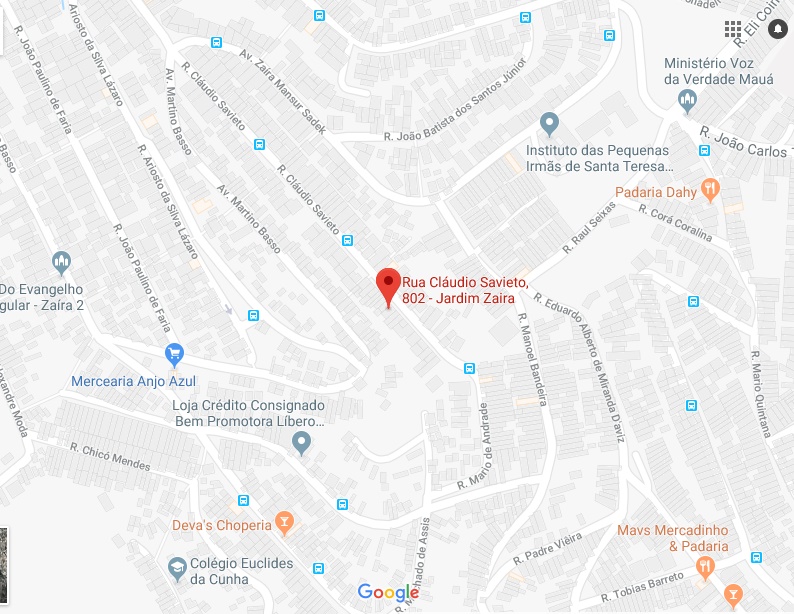 R. João Paulino de Faria
Ariosto da Silva Lázaro
R. Eli
Ministério Voz
da Verdade Mauá
Av. Zaíra Mansur Sadek
R. Cláudio Savieto
Av. Martino Basso
R. João Batista dos Santos Júnior
Instituto das Pequenas
Irmãs de Santa Teresa…
R. João Carlos
Padaria Dahy
Basso
R. Ariosto da Silva Lázaro
R. Cláudio Savieto
Av. Martino Basso
R. Raul Seixas
R. Corá Coralina
R. João Paulino de Faria
Do Evangelho
gular - Zaíra 2
Rua Cláudio Savieto,
802 - Jardim Zaira
R. Eduardo Alberto de Miranda D'aviz
R. Manoel Bandeira
R. Mario Quintana
Mercearia Anjo Azul
Loja Crédito Consignado
Bem Promotora Líbero…
lexandre Moda
R. Chicó Mendes
R. Mario de Andrade
Deva's Choperia
Mavs Mercadinho
& Padaria
R. Padre Viêira
Colégio Euclides
da Cunha
chado de Assis
R. Tobias Barreto
Google